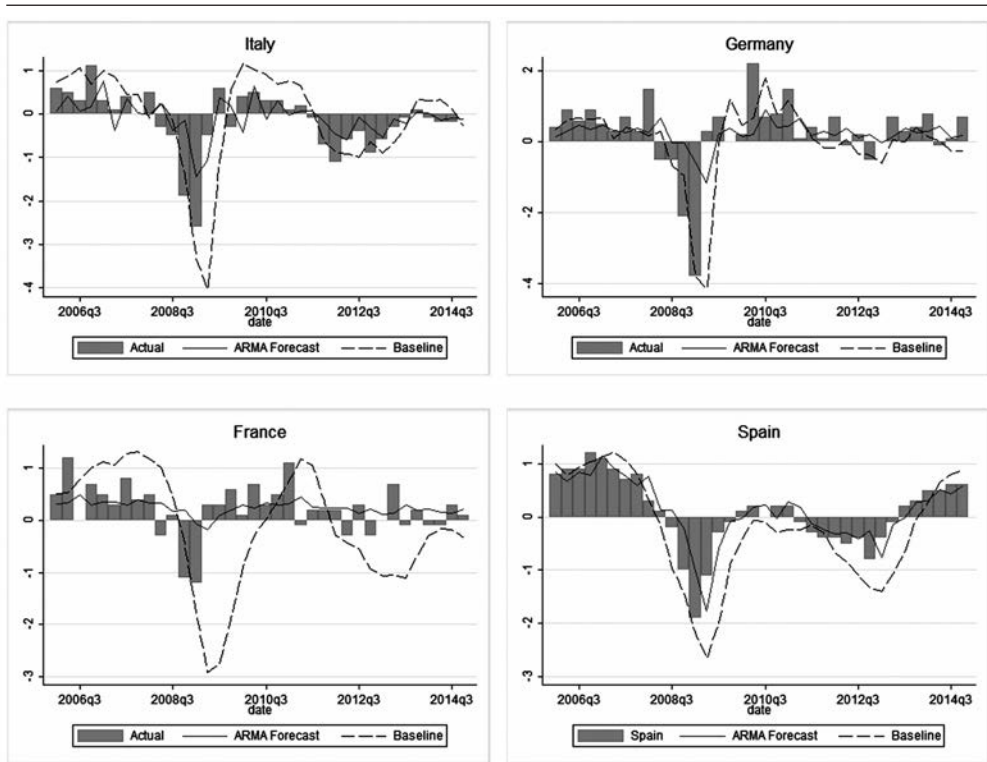 Italy
1
0
-1
-2
-3
-4
2006q3 2008q3 2010q3 2012q3 2014q3
date
Actual ARMA Forecast Baseline
Germany
2
0
-2
-4
2006q3 2008q3 2010q3 2012q3 2014q3
date
Actual ARMA Forecast Baseline
France
1
0
-1
-2
-3
2006q3 2008q3 2010q3 2012q3 2014q3
date
Actual ARMA Forecast Baseline
Spain
1
0
-1
-2
-3
2006q3 2008q3 2010q3 2012q3 2014q3
date
Spain ARMA Forecast Baseline